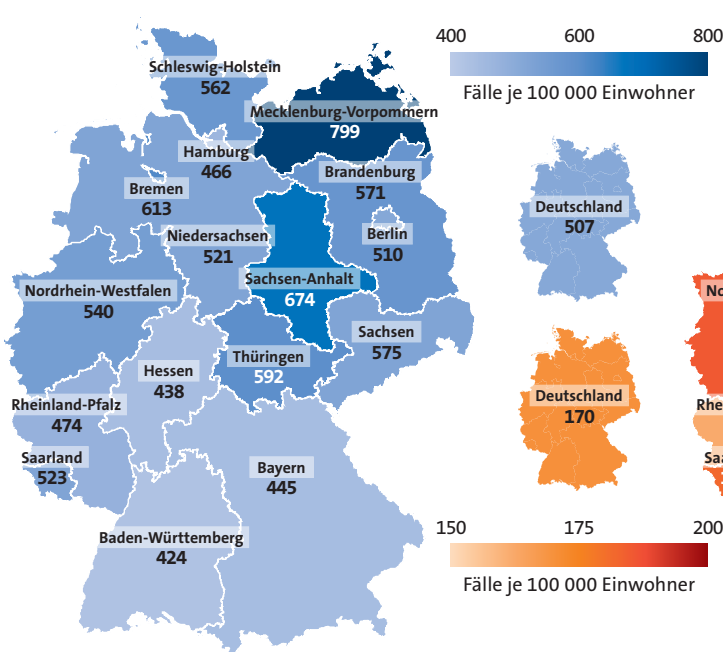 400 600 800
Fälle je 100 000 Einwohner
Schleswig-Holstein
562
Mecklenburg-Vorpommern
799
Hamburg
466
Brandenburg
571
Bremen
613
Niedersachsen
521
Berlin
510
Deutschland
507
Sachsen-Anhalt
674
Nordrhein-Westfalen
540
No
Sachsen
575
Thüringen
592
Hessen
438
Deutschland
170
Rheinland-Pfalz
474
Rhe
Saarland
523
Saa
Bayern
445
Baden-Württemberg
424
150 175 200
Fälle je 100 000 Einwohner